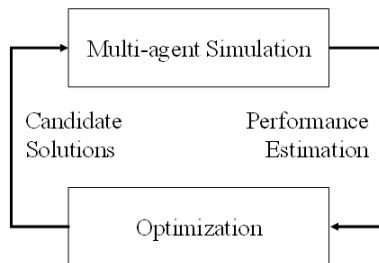 Multi-agent Simulation
Candidate
Solutions
Performance
Estimation
Optimization